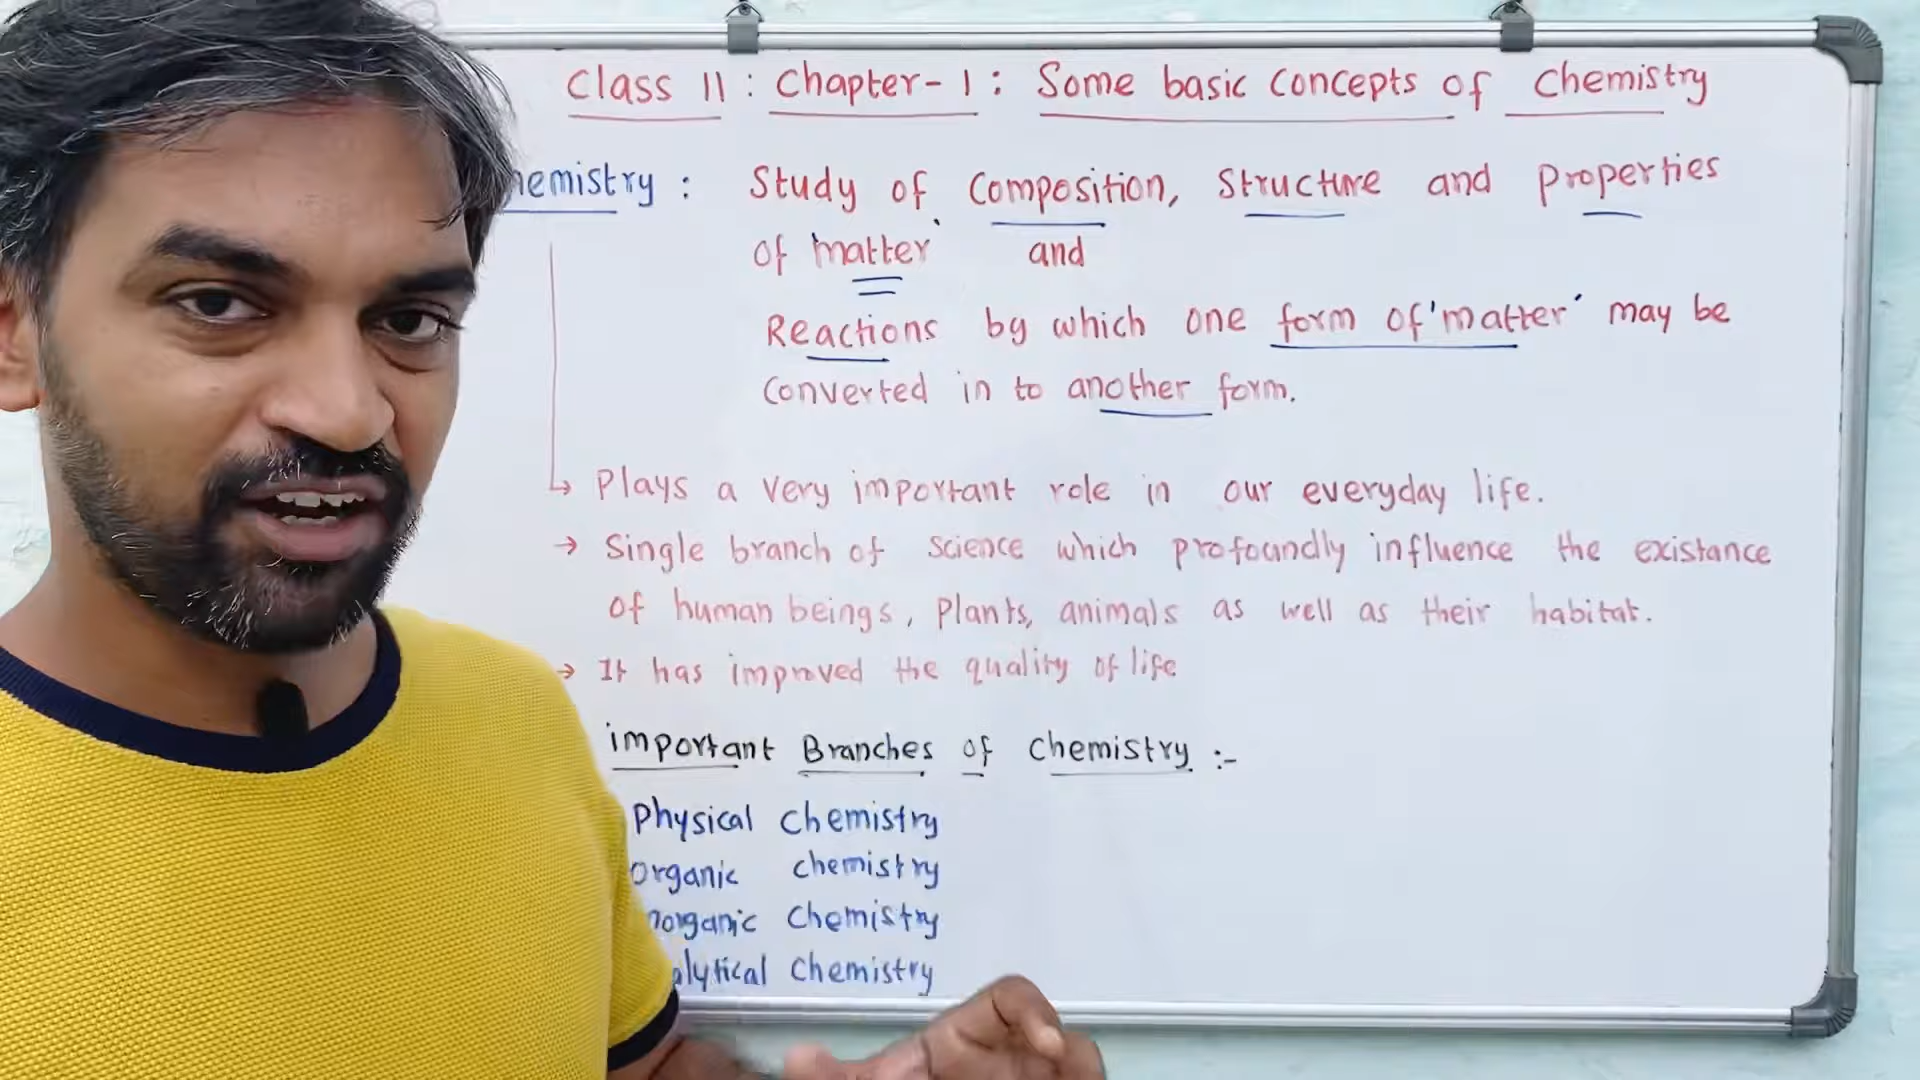 Class 11 : Chapter - 1 : Some basic concepts of Chemistry
hemistry : Study of Composition, Structure and Properties
of 'matter' and
Reactions by which one form of 'matter' may be
Converted in to another form.
↳ Plays a very important role in our everyday life.
→ Single branch of science which profoundly influence the existance
of human beings, Plants, animals as well as their habitat.
→ It has improved the quality of life
important Branches of Chemistry :-
Physical Chemistry
Organic Chemistry
norganic Chemistry
alytical Chemistry